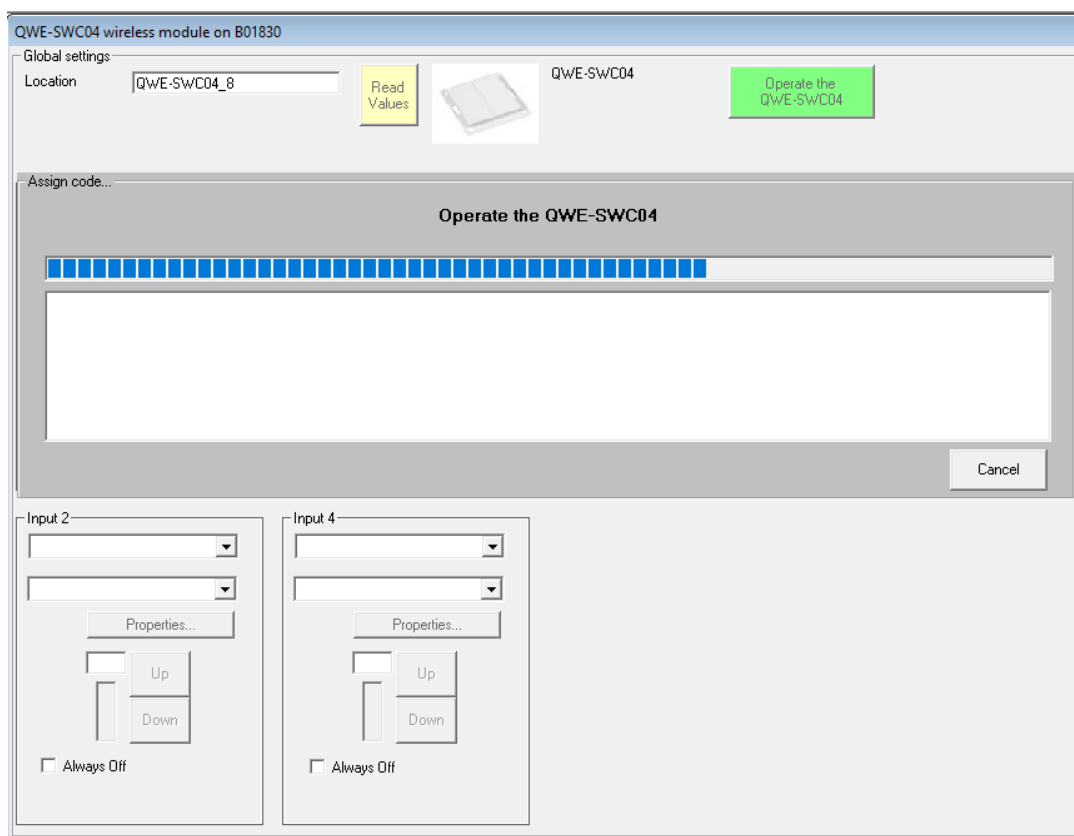 QWE-SWC04 wireless module on B01830
Global settings
Location
QWE-SWC04_8
Read
Values
QWE-SWC04
Operate the
QWE-SWC04
Assign code...
Operate the QWE-SWC04
Cancel
Input 2
Properties...
Up
Down
Always Off
Input 4
Properties...
Up
Down
Always Off